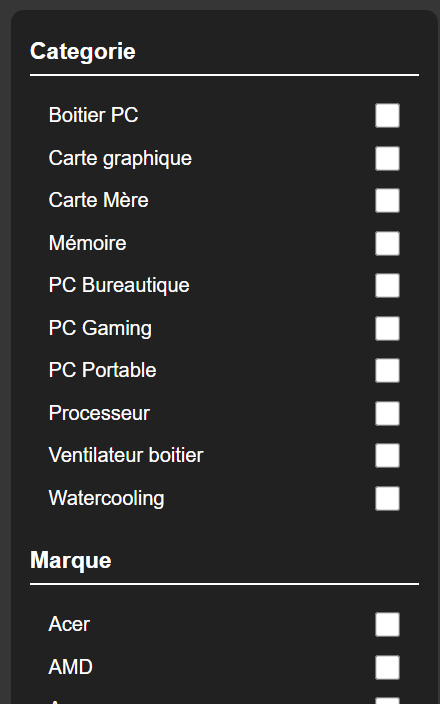 Categorie
Boitier PC
Carte graphique
Carte Mère
Mémoire
PC Bureautique
PC Gaming
PC Portable
Processeur
Ventilateur boitier
Watercooling
Marque
Acer
AMD